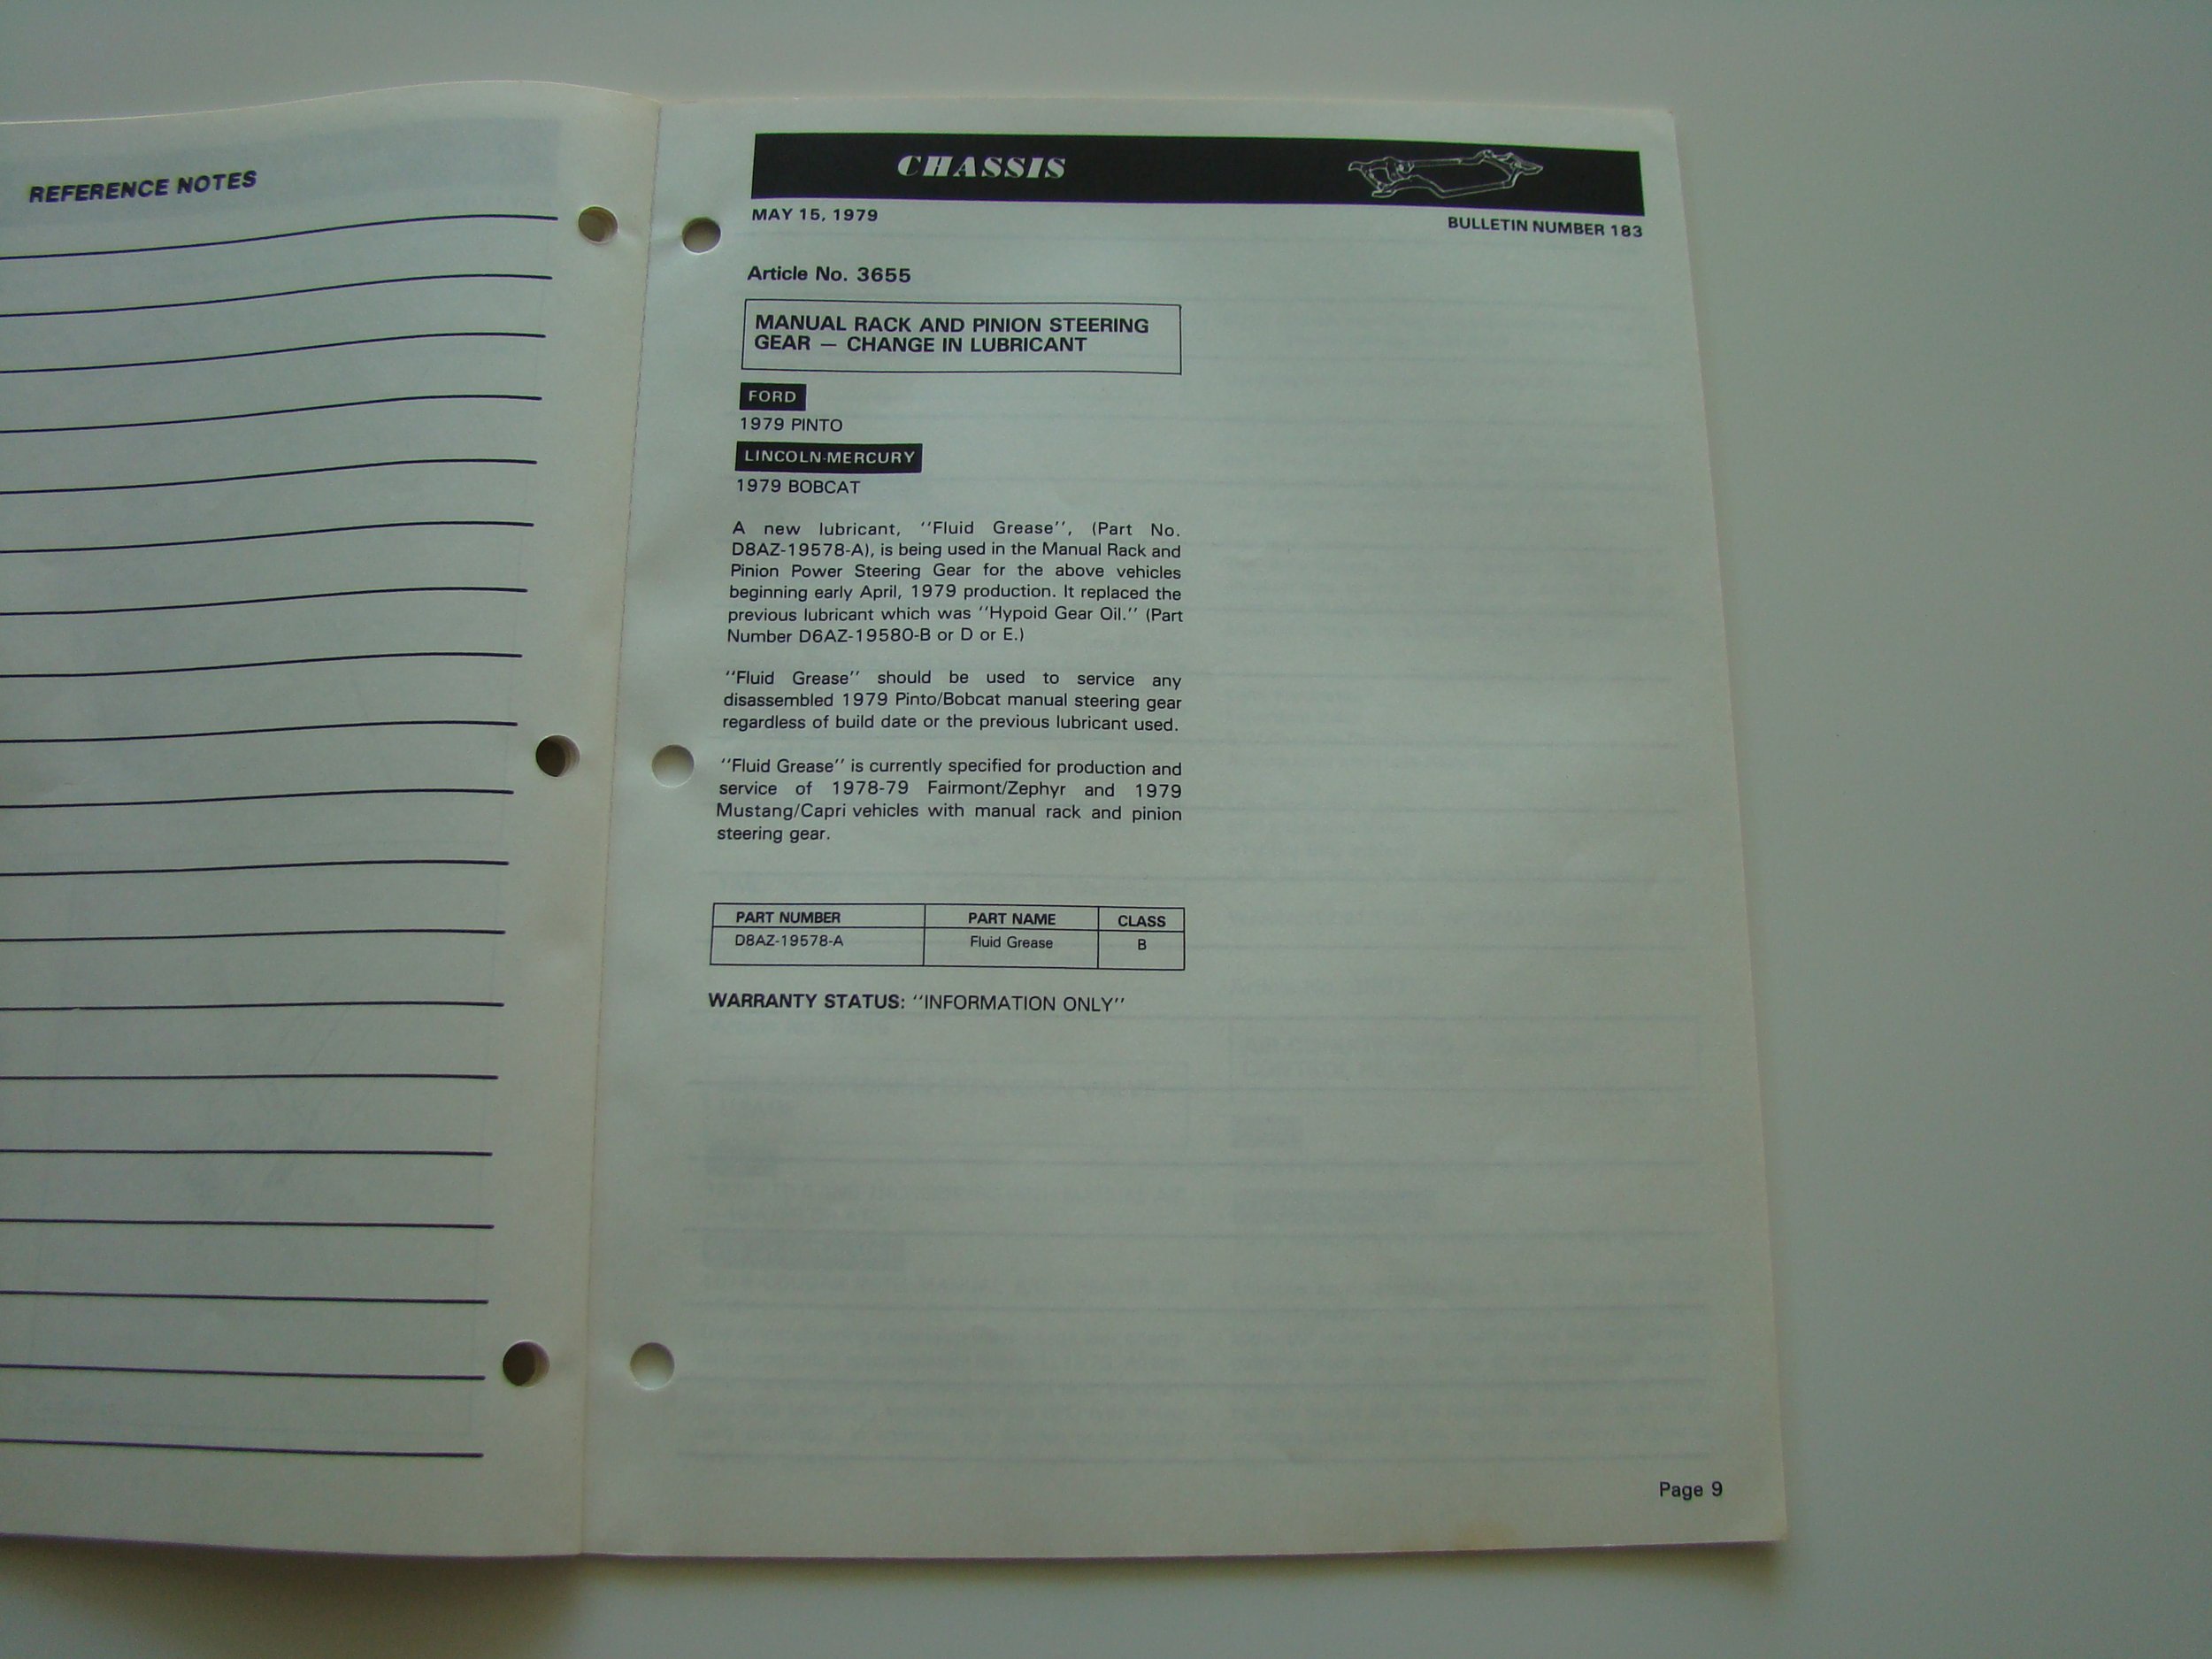 REFERENCE NOTES
CHASSIS
MAY 15, 1979
BULLETIN NUMBER 183
Article No. 3655
MANUAL RACK AND PINION STEERING
GEAR — CHANGE IN LUBRICANT
FORD
1979 PINTO
LINCOLN-MERCURY
1979 BOBCAT
A new lubricant, "Fluid Grease", (Part No.
D8AZ-19578-A), is being used in the Manual Rack and
Pinion Power Steering Gear for the above vehicles
beginning early April, 1979 production. It replaced the
previous lubricant which was "Hypoid Gear Oil." (Part
Number D6AZ-19580-B or D or E.)
"Fluid Grease" should be used to service any
disassembled 1979 Pinto/Bobcat manual steering gear
regardless of build date or the previous lubricant used.
"Fluid Grease" is currently specified for production and
service of 1978-79 Fairmont/Zephyr and 1979
Mustang/Capri vehicles with manual rack and pinion
steering gear.
PART NUMBER PART NAME CLASS
D8AZ-19578-A Fluid Grease B
WARRANTY STATUS: "INFORMATION ONLY"
Page 9